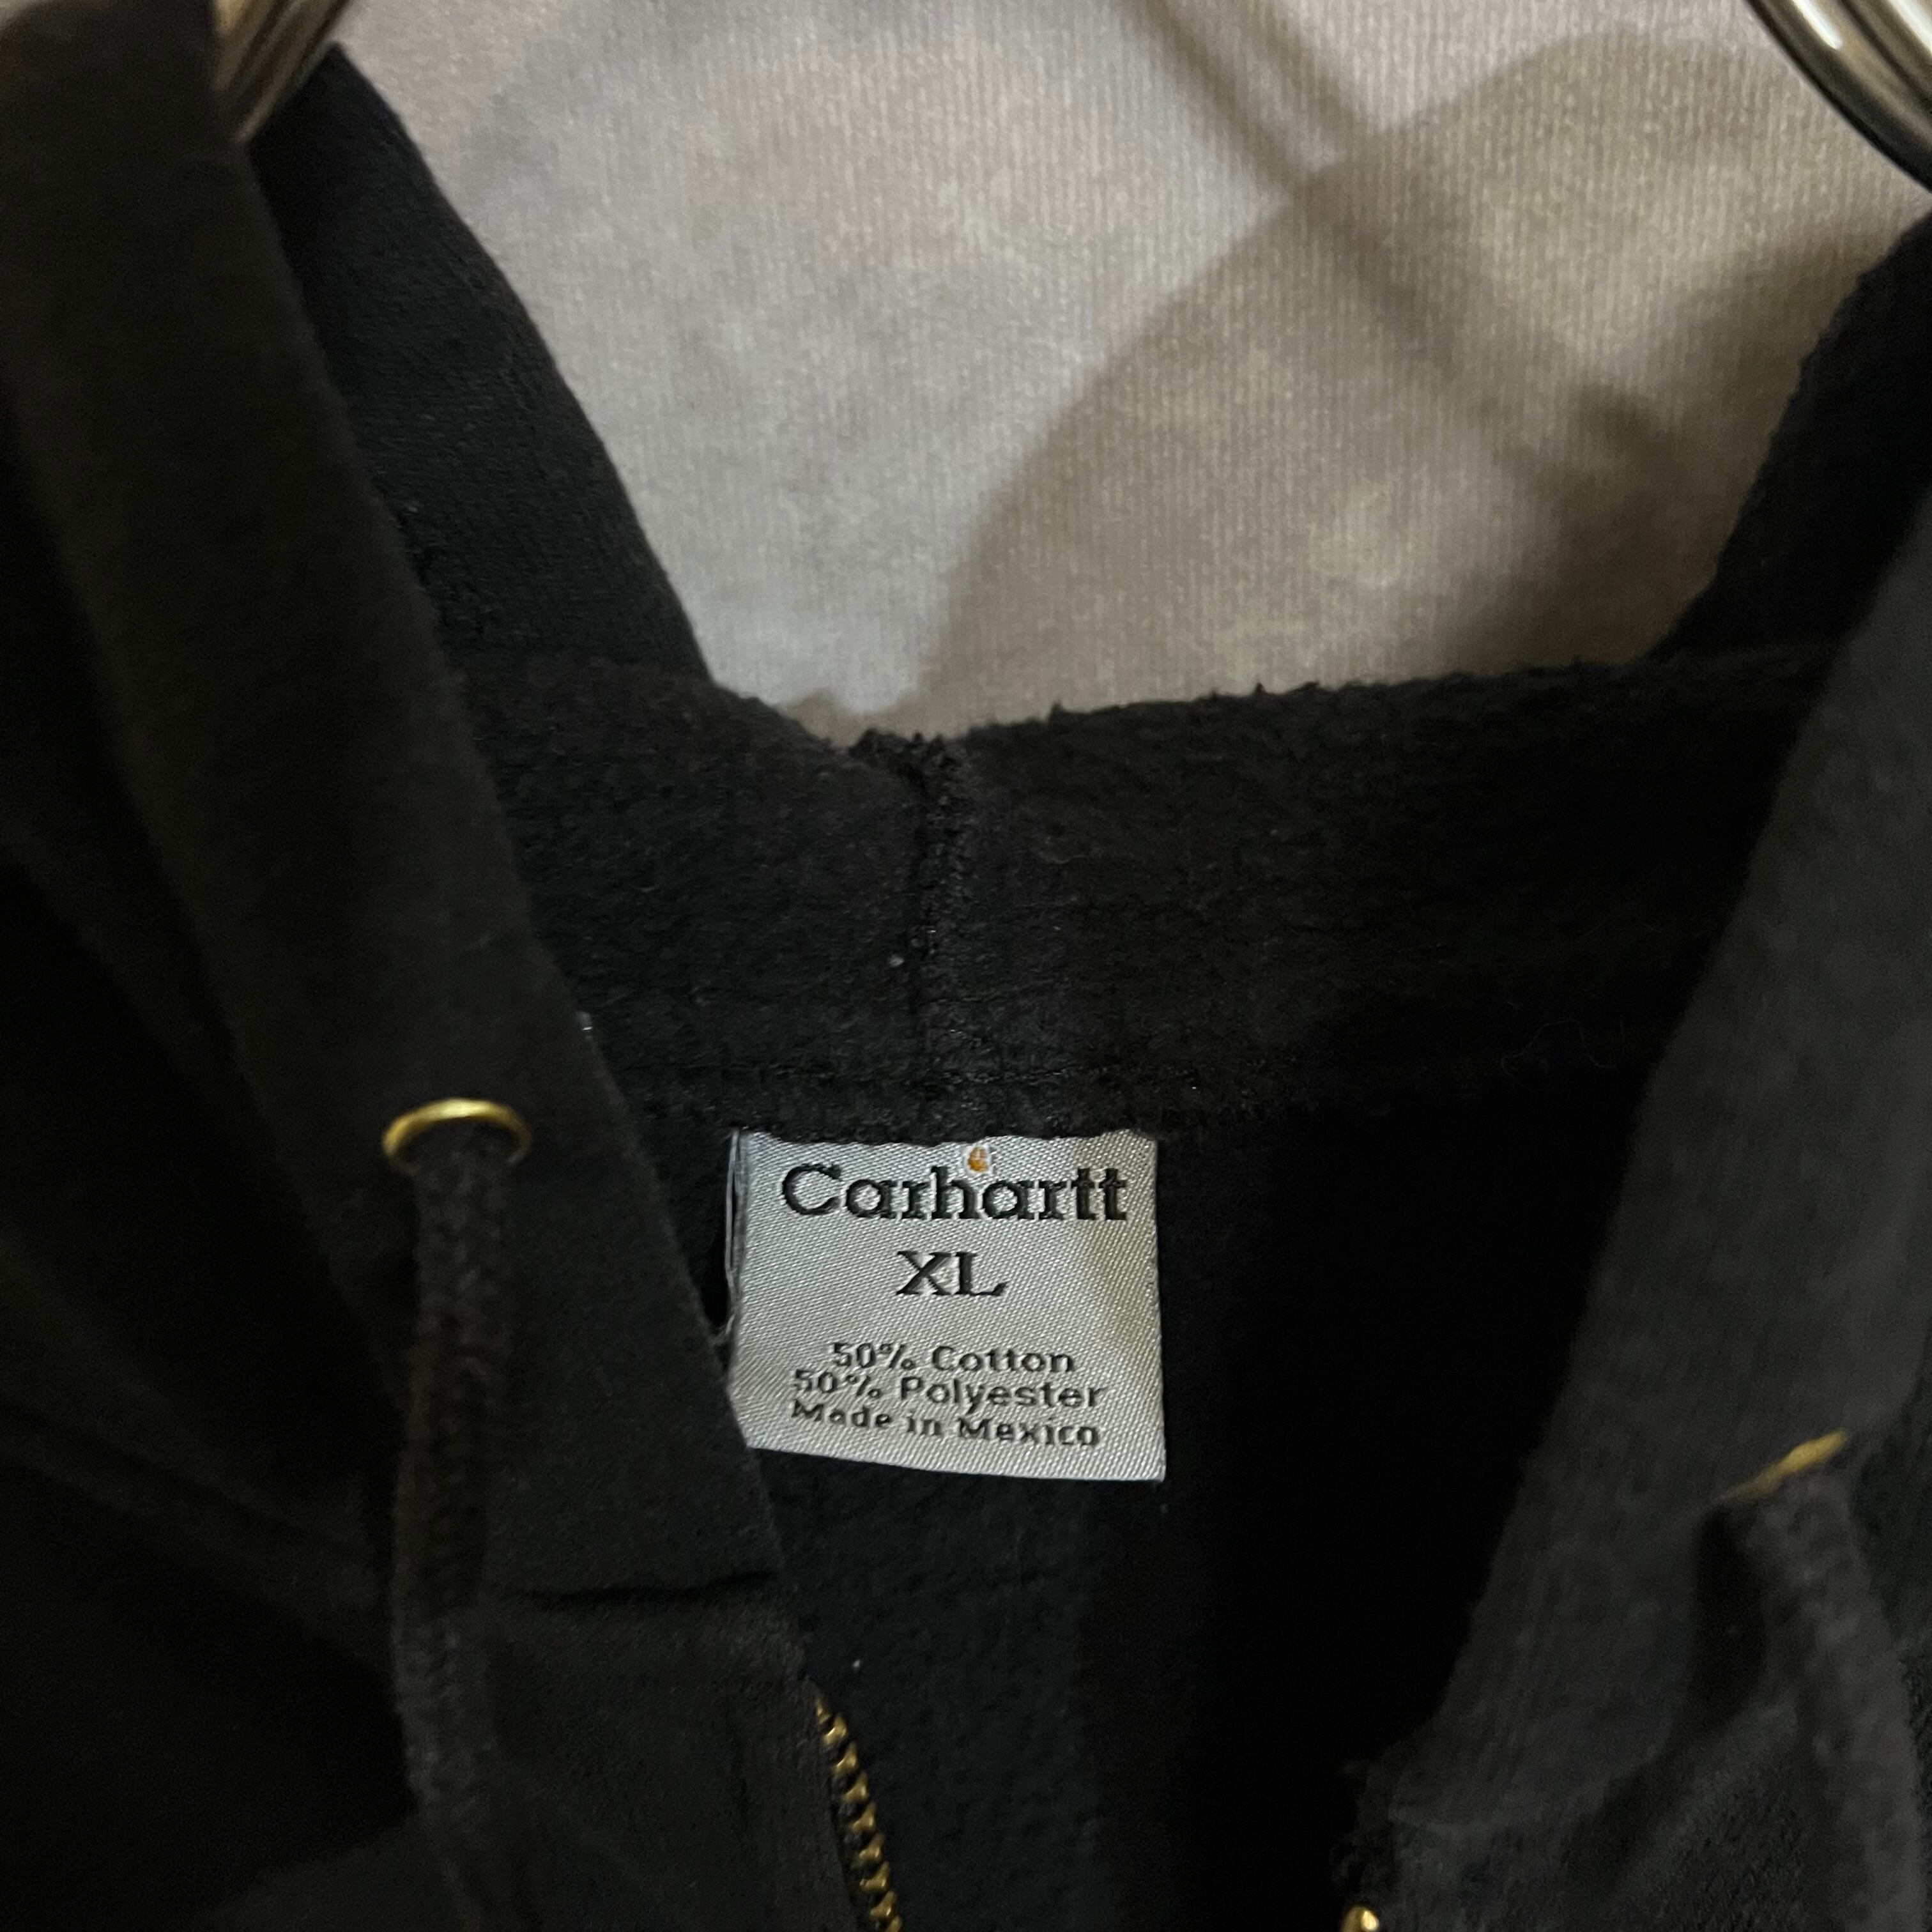 Carhartt
XL
50% Cotton
50% Polyester
Made in Mexico